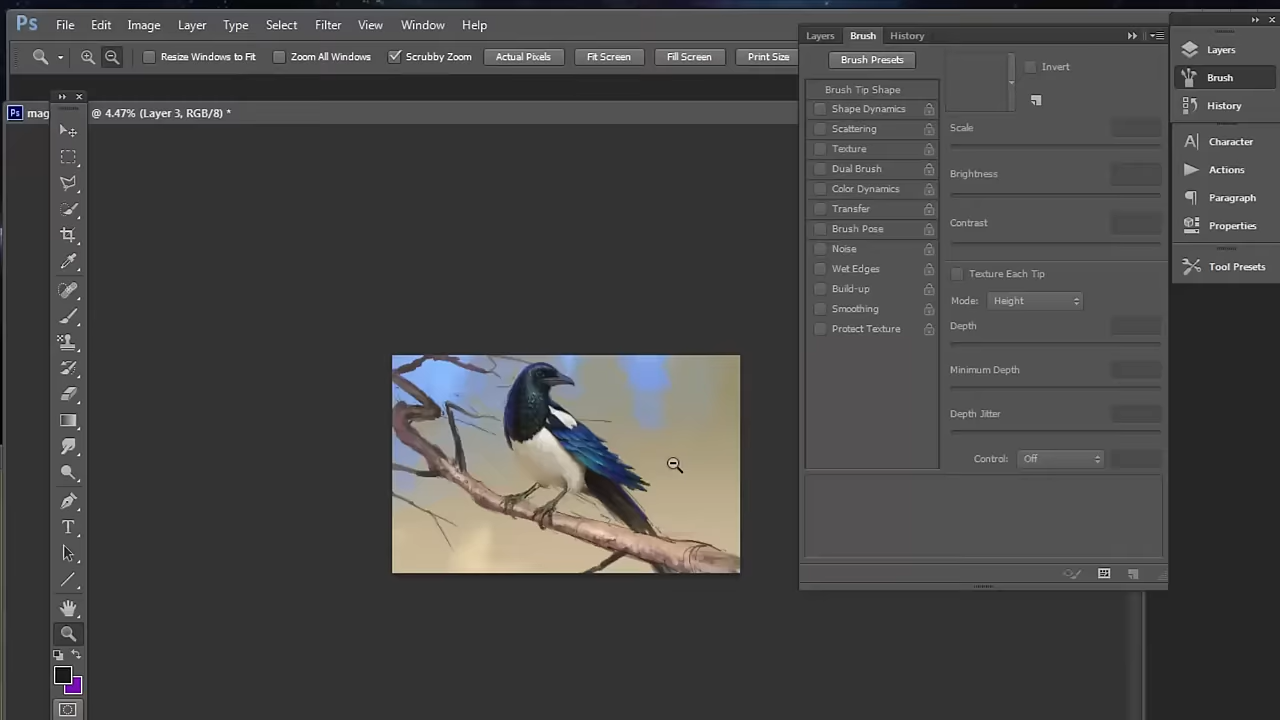 Ps File Edit Image Layer Type Select Filter View Window Help
Resize Windows to Fit Zoom All Windows Scrubby Zoom Actual Pixels Fit Screen Fill Screen Print Size
Ps mag @ 4.47% (Layer 3, RGB/8) *
Layers Brush History
Brush Presets
Invert
Brush Tip Shape
Shape Dynamics
Scattering
Texture
Dual Brush
Color Dynamics
Transfer
Brush Pose
Noise
Wet Edges
Build-up
Smoothing
Protect Texture
Scale
Brightness
Contrast
Texture Each Tip
Mode: Height
Depth
Minimum Depth
Depth Jitter
Control: Off
Layers
Brush
History
A Character
Actions
Paragraph
Properties
Tool Presets
T